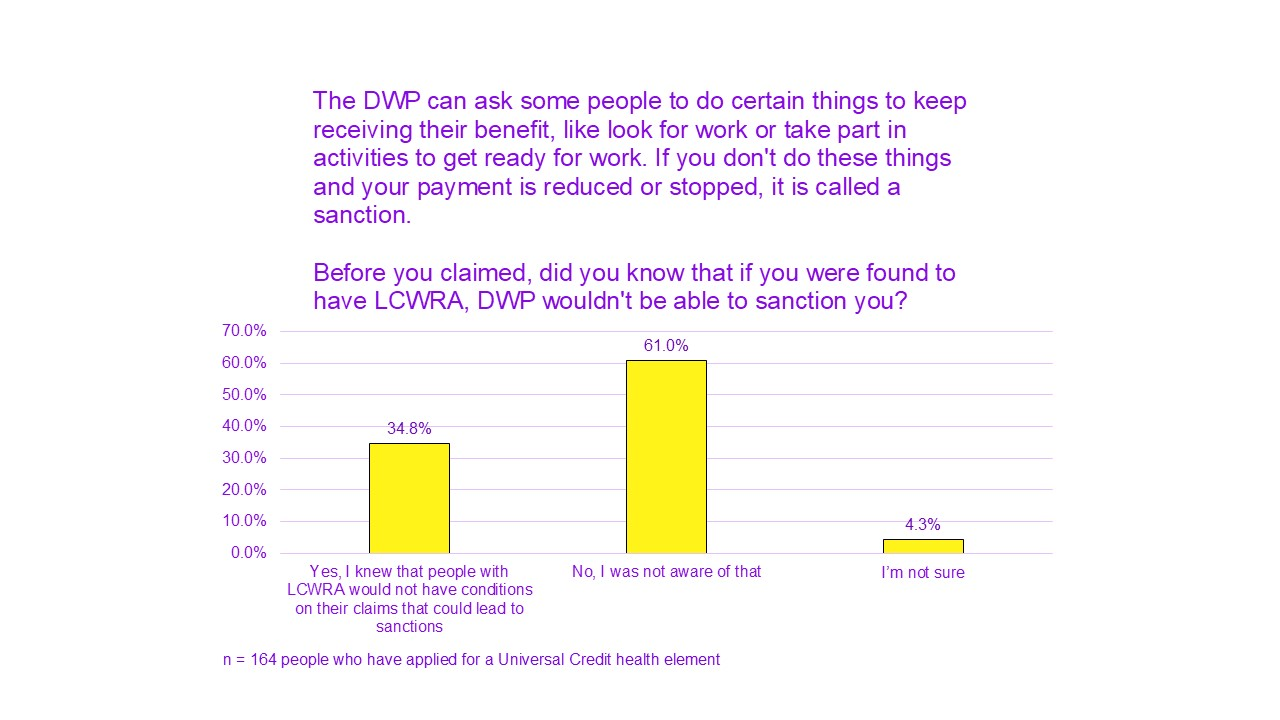 The DWP can ask some people to do certain things to keep
receiving their benefit, like look for work or take part in
activities to get ready for work. If you don't do these things
and your payment is reduced or stopped, it is called a
sanction.
Before you claimed, did you know that if you were found to
have LCWRA, DWP wouldn't be able to sanction you?
70.0%
60.0%
50.0%
40.0%
30.0%
20.0%
10.0%
0.0%
34.8%
61.0%
4.3%
Yes, I knew that people with
LCWRA would not have conditions
on their claims that could lead to
sanctions
No, I was not aware of that
I’m not sure
n = 164 people who have applied for a Universal Credit health element